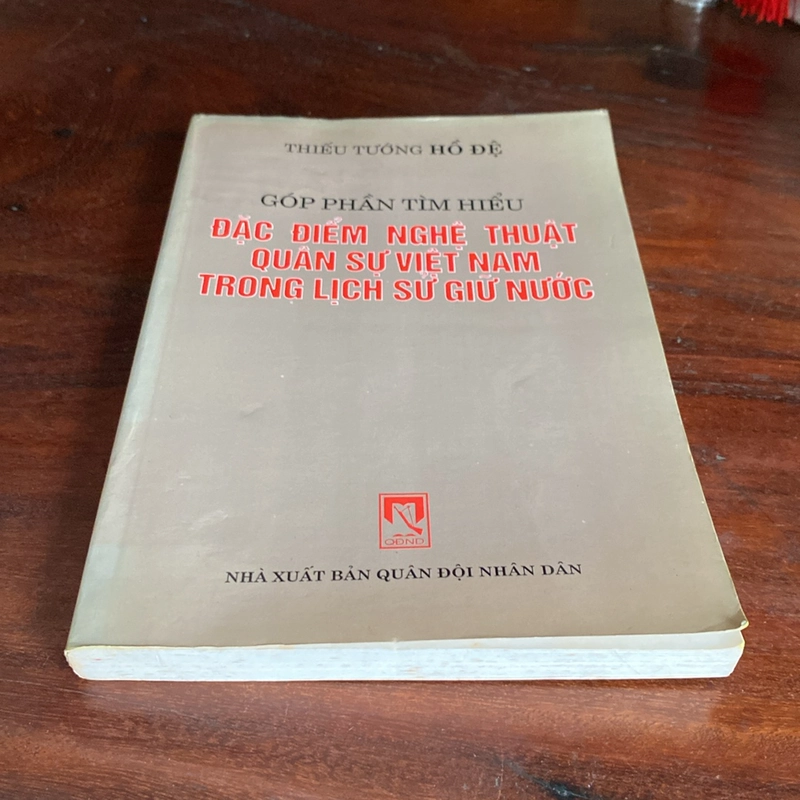 THIẾU TƯỚNG HỒ ĐỆ
GÓP PHẦN TÌM HIỂU
ĐẶC ĐIỂM NGHỆ THUẬT
QUÂN SỰ VIỆT NAM
TRONG LỊCH SỬ GIỮ NƯỚC
QĐND
NHÀ XUẤT BẢN QUÂN ĐỘI NHÂN DÂN